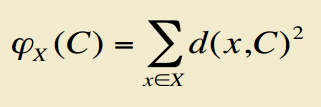 φ_X(C) = ∑_{x∈X} d(x,C)²